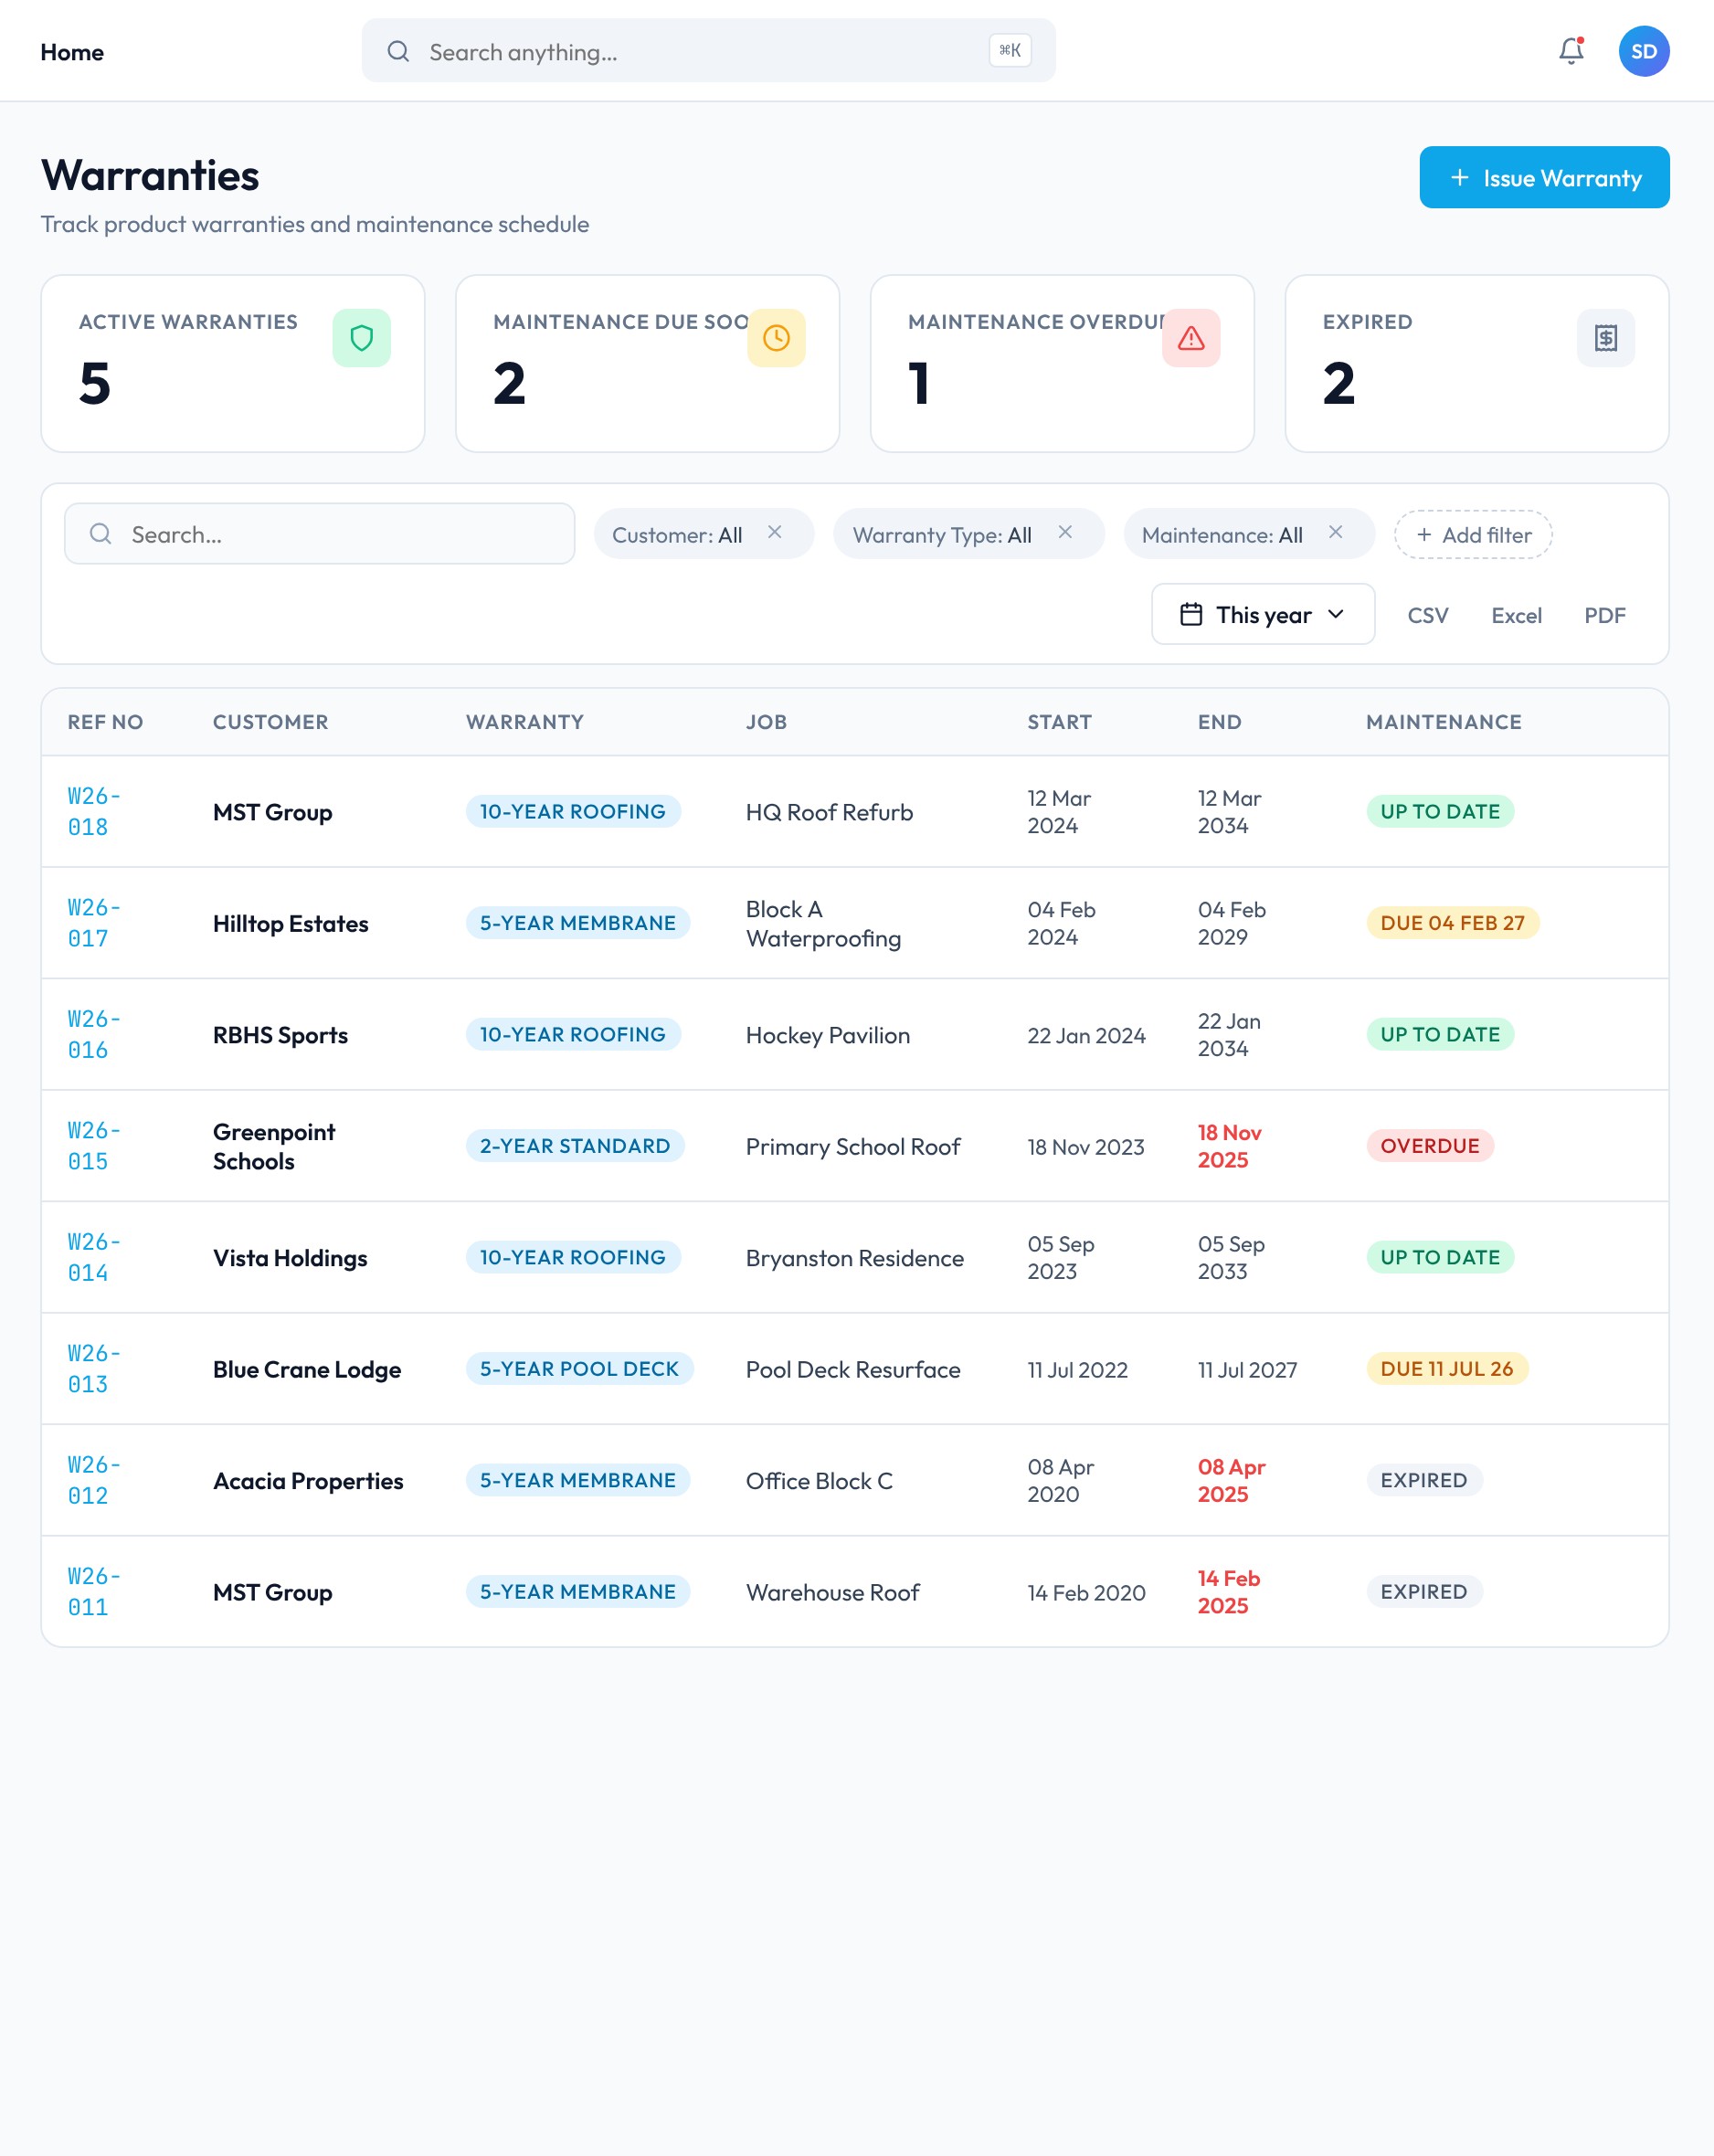 Home
Search anything...
⌘K
SD
Warranties
Issue Warranty
Track product warranties and maintenance schedule
ACTIVE WARRANTIES
5
MAINTENANCE DUE SOO
2
MAINTENANCE OVERDU
1
EXPIRED
2
Search...
Customer: All
Warranty Type: All
Maintenance: All
+ Add filter
This year
CSV
Excel
PDF
REF NO CUSTOMER WARRANTY JOB START END MAINTENANCE
W26-
018
MST Group
10-YEAR ROOFING
HQ Roof Refurb
12 Mar
2024
12 Mar
2034
UP TO DATE
W26-
017
Hilltop Estates
5-YEAR MEMBRANE
Block A
Waterproofing
04 Feb
2024
04 Feb
2029
DUE 04 FEB 27
W26-
016
RBHS Sports
10-YEAR ROOFING
Hockey Pavilion
22 Jan 2024
22 Jan
2034
UP TO DATE
W26-
015
Greenpoint
Schools
2-YEAR STANDARD
Primary School Roof
18 Nov 2023
18 Nov
2025
OVERDUE
W26-
014
Vista Holdings
10-YEAR ROOFING
Bryanston Residence
05 Sep
2023
05 Sep
2033
UP TO DATE
W26-
013
Blue Crane Lodge
5-YEAR POOL DECK
Pool Deck Resurface
11 Jul 2022
11 Jul 2027
DUE 11 JUL 26
W26-
012
Acacia Properties
5-YEAR MEMBRANE
Office Block C
08 Apr
2020
08 Apr
2025
EXPIRED
W26-
011
MST Group
5-YEAR MEMBRANE
Warehouse Roof
14 Feb 2020
14 Feb
2025
EXPIRED